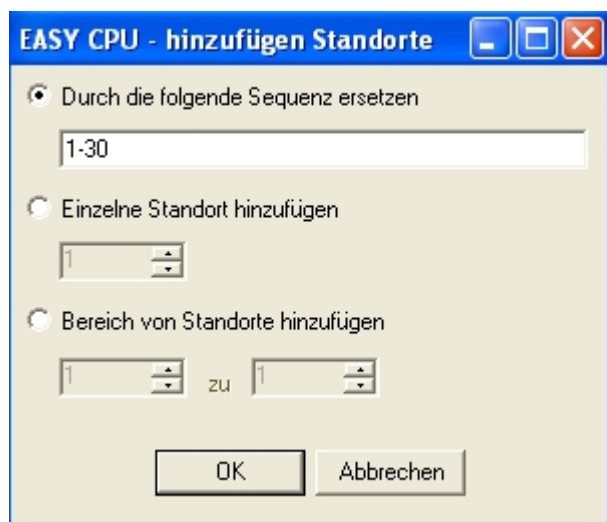 EASY CPU - hinzufügen Standorte
Durch die folgende Sequenz ersetzen
1-30
Einzelne Standort hinzufügen
1
Bereich von Standorte hinzufügen
1 zu 1
OK Abbrechen